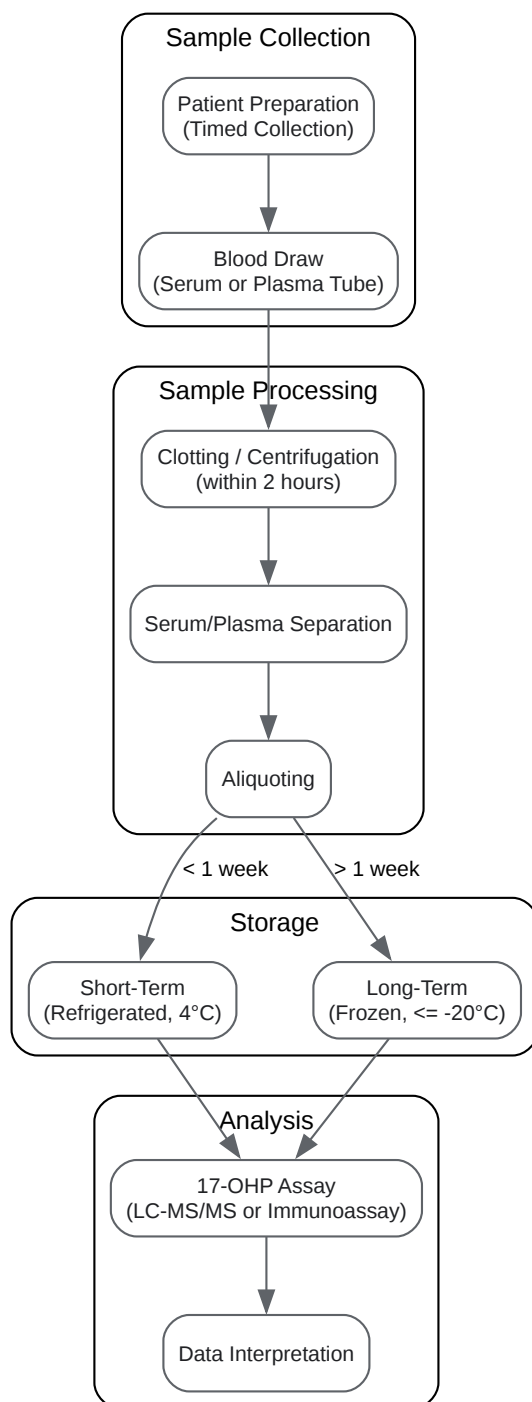 Sample Collection
Patient Preparation
(Timed Collection)
Blood Draw
(Serum or Plasma Tube)
Sample Processing
Clotting / Centrifugation
(within 2 hours)
Serum/Plasma Separation
Aliquoting
< 1 week
> 1 week
Storage
Short-Term
(Refrigerated, 4°C)
Long-Term
(Frozen, <= -20°C)
Analysis
17-OHP Assay
(LC-MS/MS or Immunoassay)
Data Interpretation